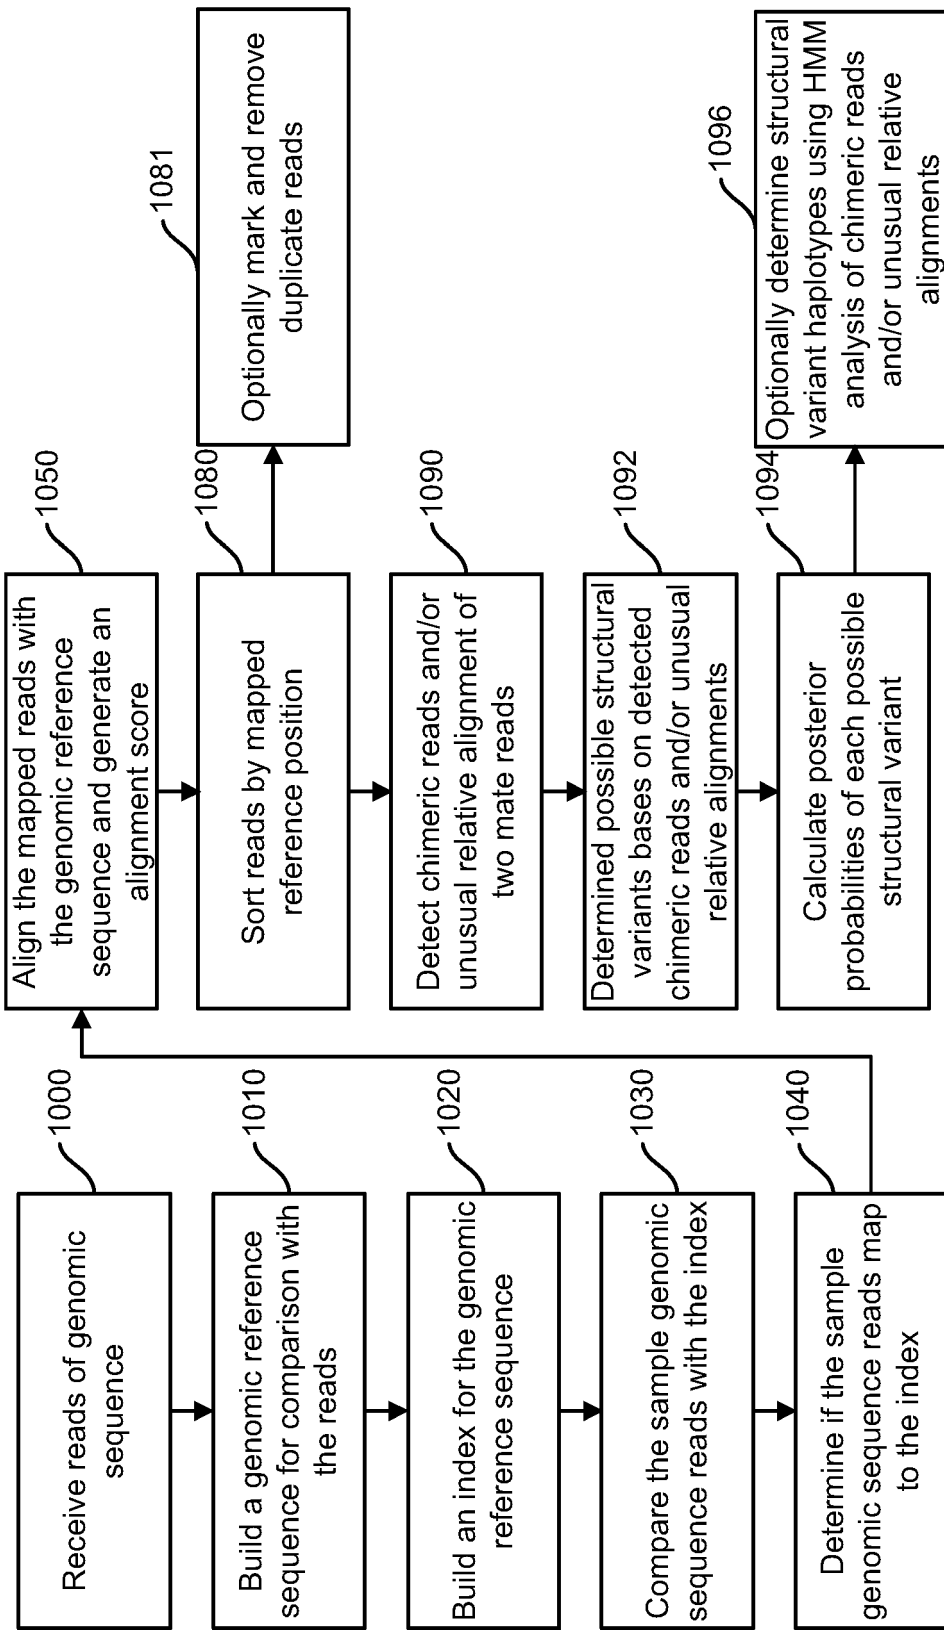 Receive reads of genomic
sequence
1000
Build a genomic reference
sequence for comparison with
the reads
1010
Build an index for the genomic
reference sequence
1020
Compare the sample genomic
sequence reads with the index
1030
Determine if the sample
genomic sequence reads map
to the index
1040
Align the mapped reads with
the genomic reference
sequence and generate an
alignment score
1050
Sort reads by mapped
reference position
1080
Optionally mark and remove
duplicate reads
1081
Detect chimeric reads and/or
unusual relative alignment of
two mate reads
1090
Determined possible structural
variants bases on detected
chimeric reads and/or unusual
relative alignments
1092
Calculate posterior
probabilities of each possible
structural variant
1094
Optionally determine structural
variant haplotypes using HMM
analysis of chimeric reads
and/or unusual relative
alignments
1096